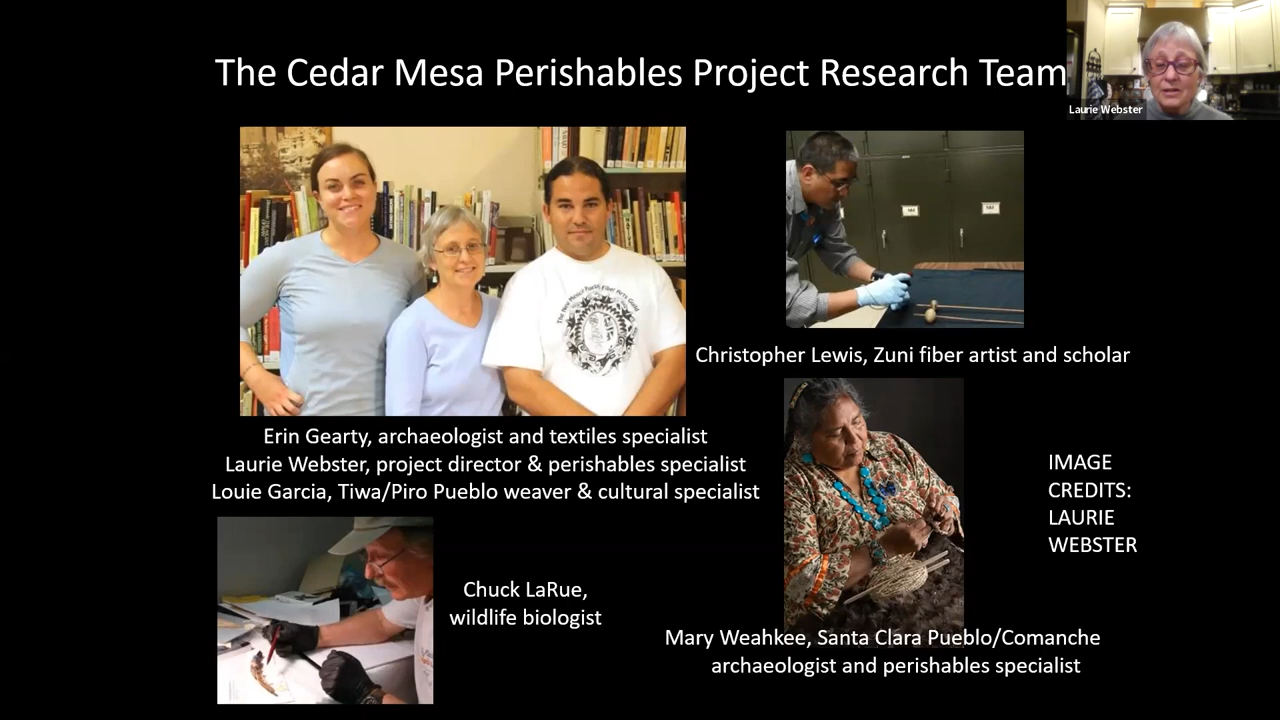 The Cedar Mesa Perishables Project Research Team
Laurie Webster
Christopher Lewis, Zuni fiber artist and scholar
Erin Gearty, archaeologist and textiles specialist
Laurie Webster, project director & perishables specialist
Louie Garcia, Tiwa/Piro Pueblo weaver & cultural specialist
IMAGE
CREDITS:
LAURIE
WEBSTER
Chuck LaRue,
wildlife biologist
Mary Weahkee, Santa Clara Pueblo/Comanche
archaeologist and perishables specialist